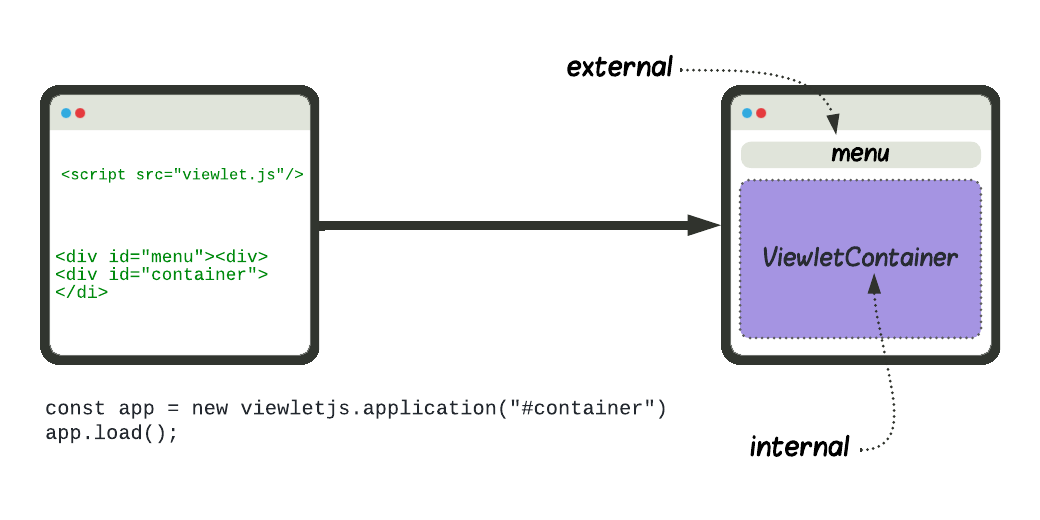 external
menu
<script src="viewlet.js"/>
<div id="menu"><div>
<div id="container">
</di>
ViewletContainer
const app = new viewletjs.application("#container")
app.load();
internal